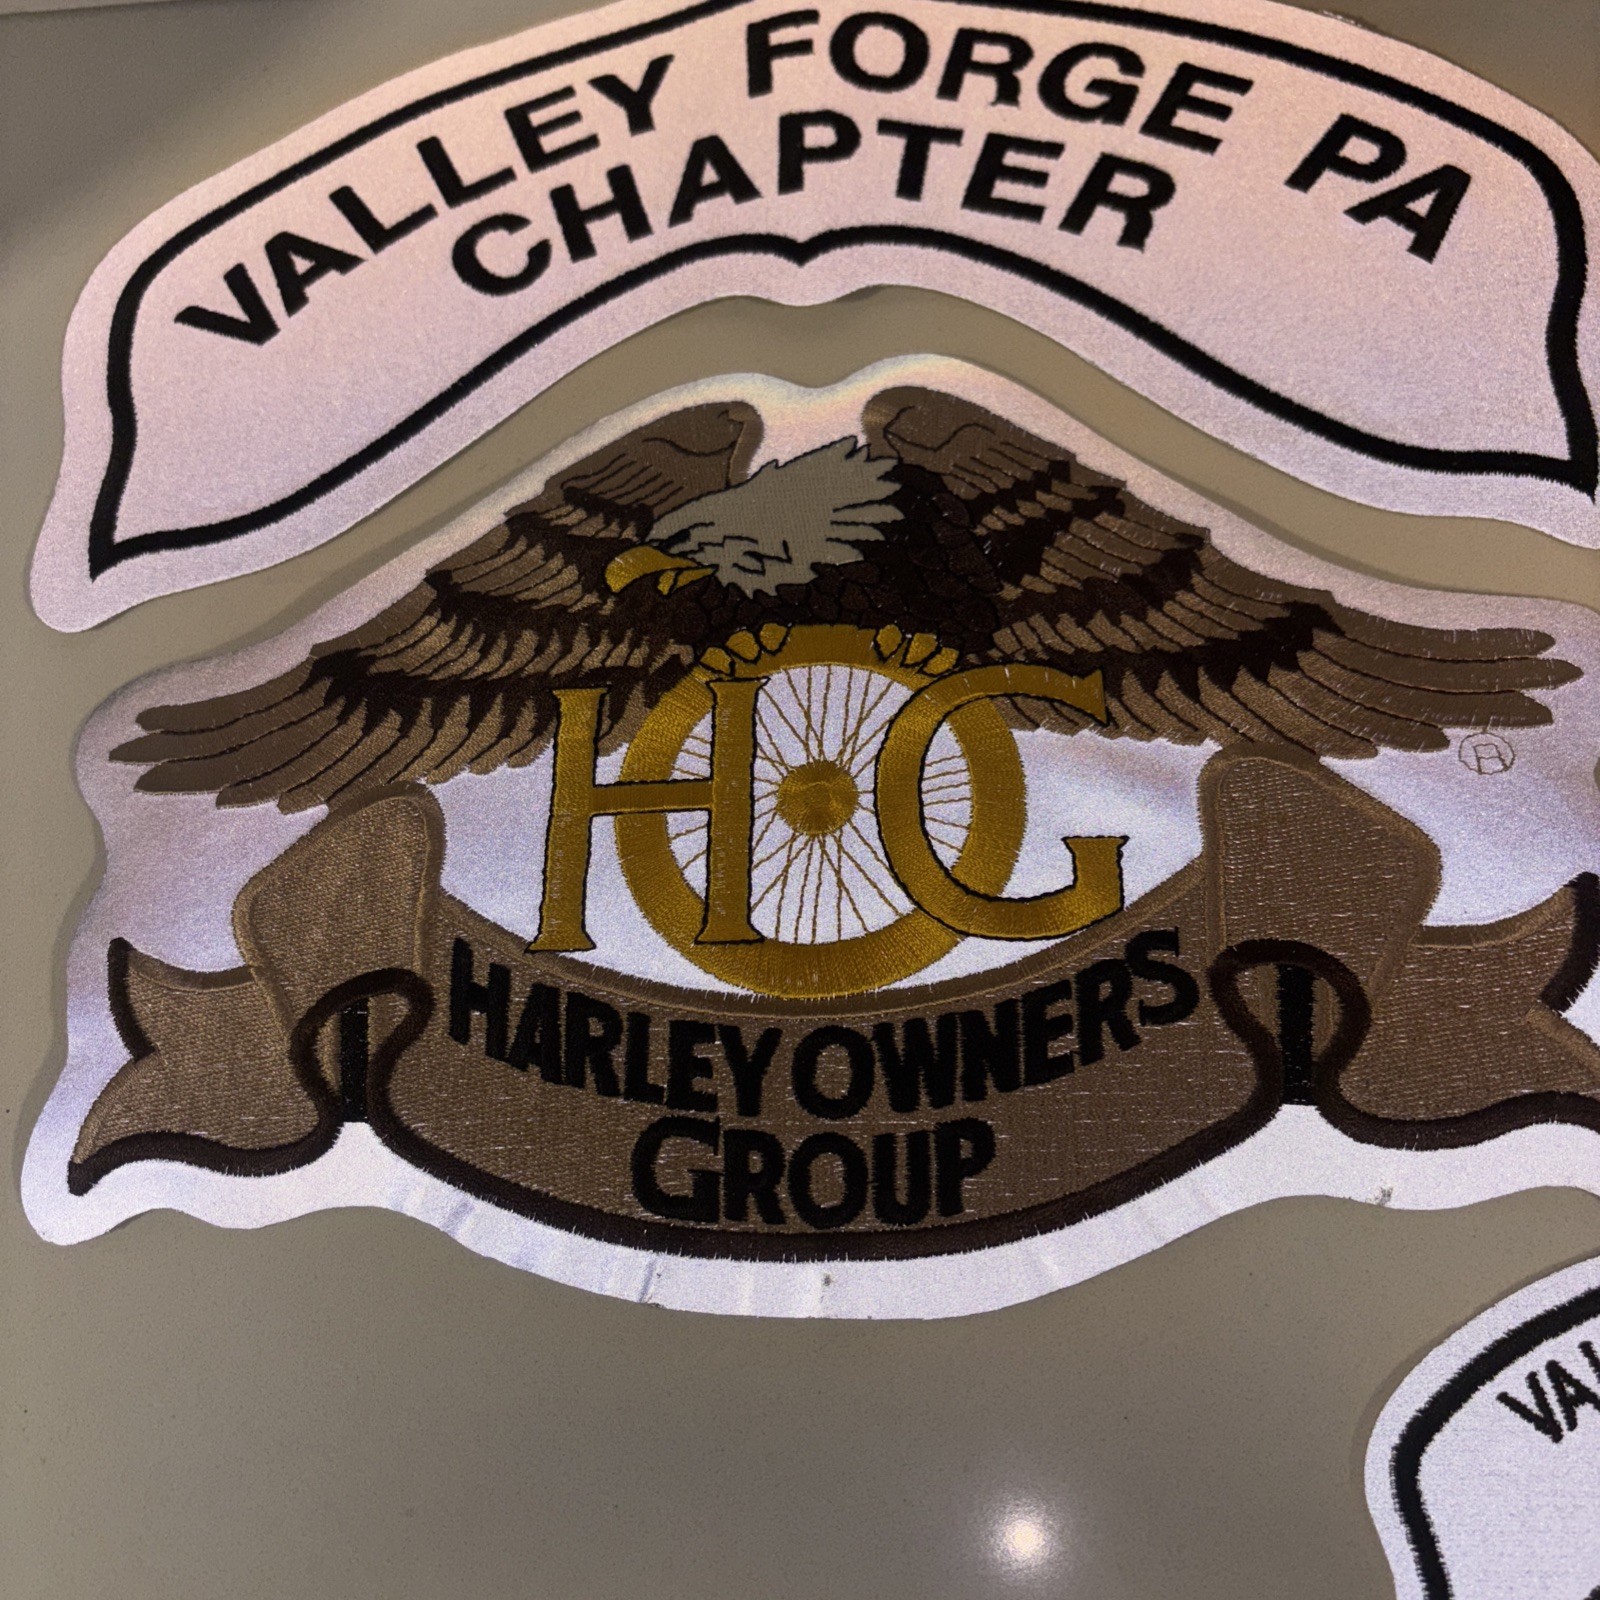 VALLEY FORGE PA
CHAPTER
HOG
®
HARLEY OWNERS
GROUP